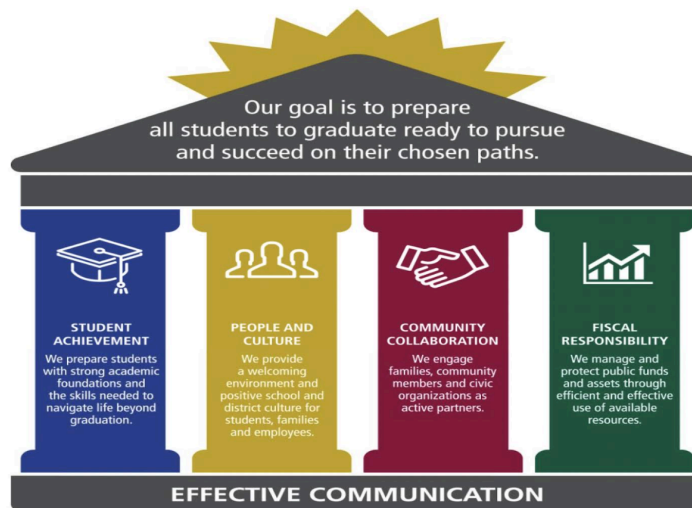 Our goal is to prepare
all students to graduate ready to pursue
and succeed on their chosen paths.
STUDENT
ACHIEVEMENT
We prepare students
with strong academic
foundations and
the skills needed to
navigate life beyond
graduation.
PEOPLE AND
CULTURE
We provide
a welcoming
environment and
positive school and
district culture for
students, families
and employees.
COMMUNITY
COLLABORATION
We engage
families, community
members and civic
organizations as
active partners.
FISCAL
RESPONSIBILITY
We manage and
protect public funds
and assets through
efficient and effective
use of available
resources.
EFFECTIVE COMMUNICATION